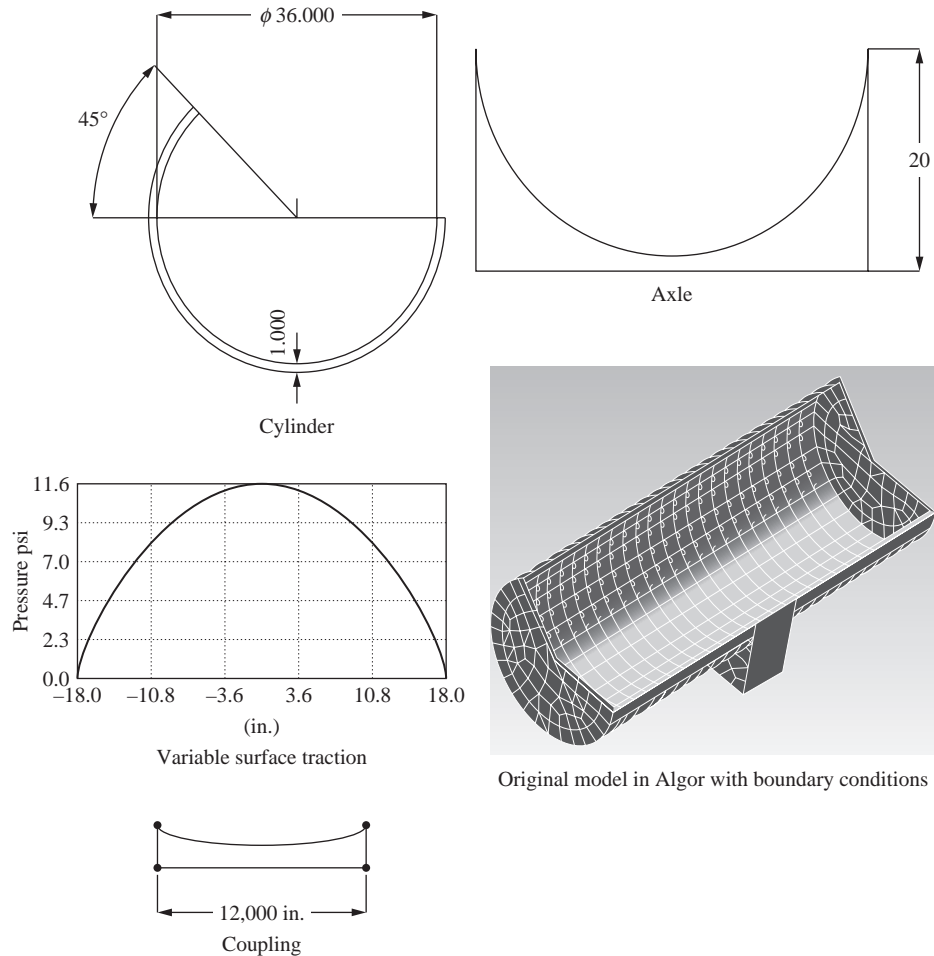 ϕ 36.000
45°
1.000
Cylinder
20
Axle
Pressure psi
11.6
9.3
7.0
4.7
2.3
0.0
–18.0 –10.8 –3.6 3.6 10.8 18.0
(in.)
Variable surface traction
Original model in Algor with boundary conditions
12,000 in.
Coupling